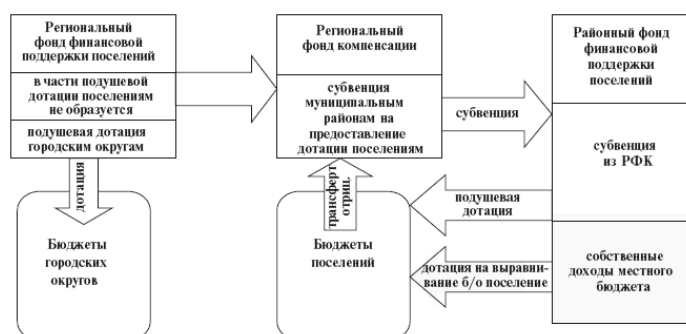 Региональный
фонд финансовой
поддержки поселений
в части подушевой
дотации поселениям
не образуется
подушевая дотация
городским округам
дотация
Бюджеты
городских
округов
Региональный
фонд компенсации
субвенция
муниципальным
районам на
предоставление
дотации поселениям
трансферт
отриц.
Бюджеты
поселений
субвенция
подушевая
дотация
дотация на выравни-
вание б/о поселение
Районный фонд
финансовой
поддержки
поселений
субвенция
из РФК
собственные
доходы местного
бюджета